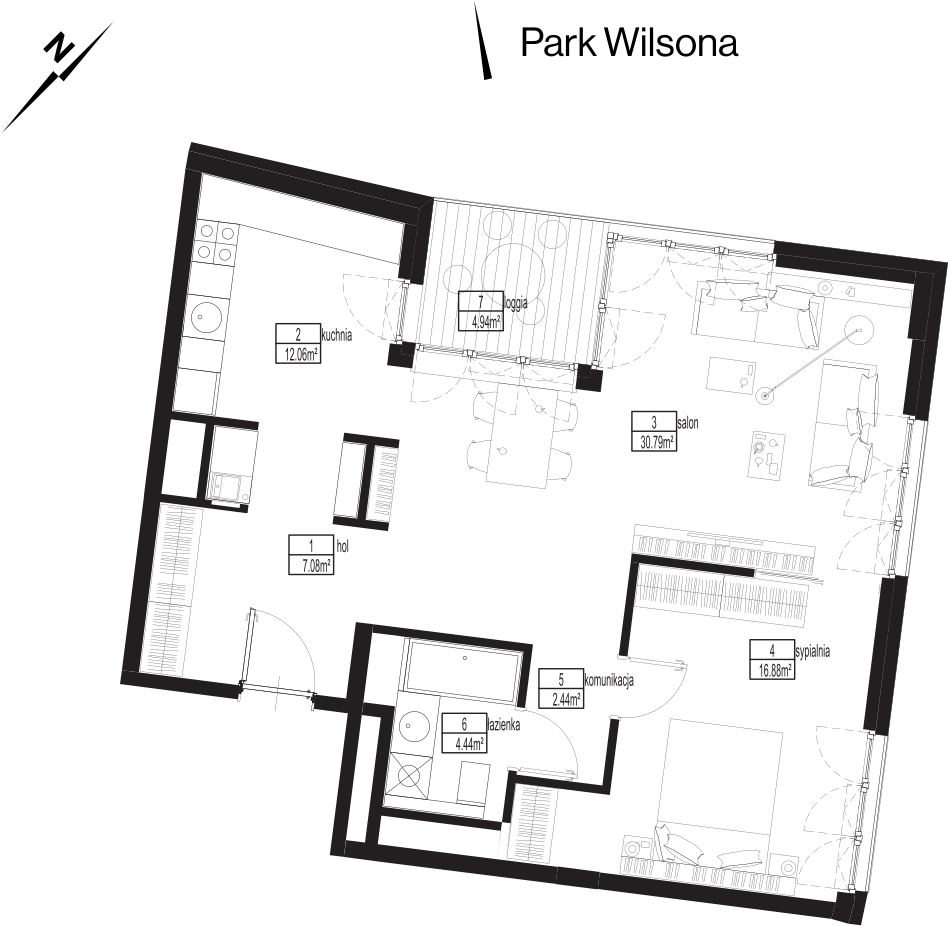 N
Park Wilsona
7 loggia
4.94m²
2 kuchnia
12.06m²
3 salon
30.79m²
1 hol
7.08m²
4 sypialnia
16.88m²
5 komunikacja
2.44m²
6 łazienka
4.44m²